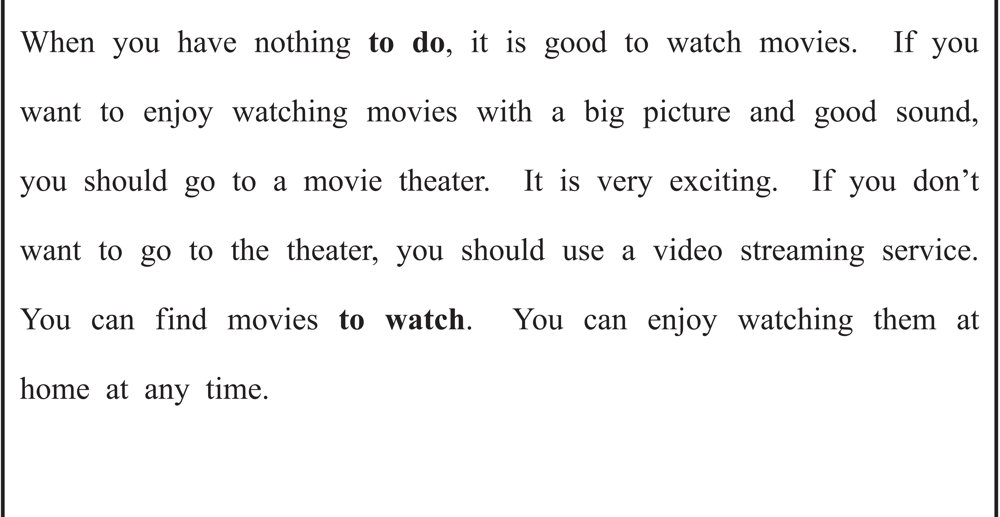 When you have nothing to do, it is good to watch movies. If you
want to enjoy watching movies with a big picture and good sound,
you should go to a movie theater. It is very exciting. If you don’t
want to go to the theater, you should use a video streaming service.
You can find movies to watch. You can enjoy watching them at
home at any time.